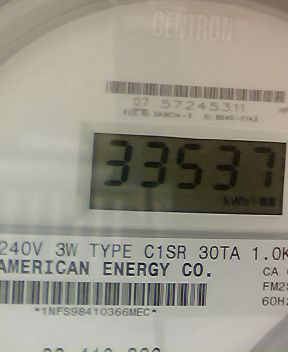 CENTRON®
07 57245311
33537
kWh
240V 3W TYPE C1SR 30TA 1.0K
AMERICAN ENERGY CO.
CA
FM2S
60HZ
*1NFS98410366MEC*